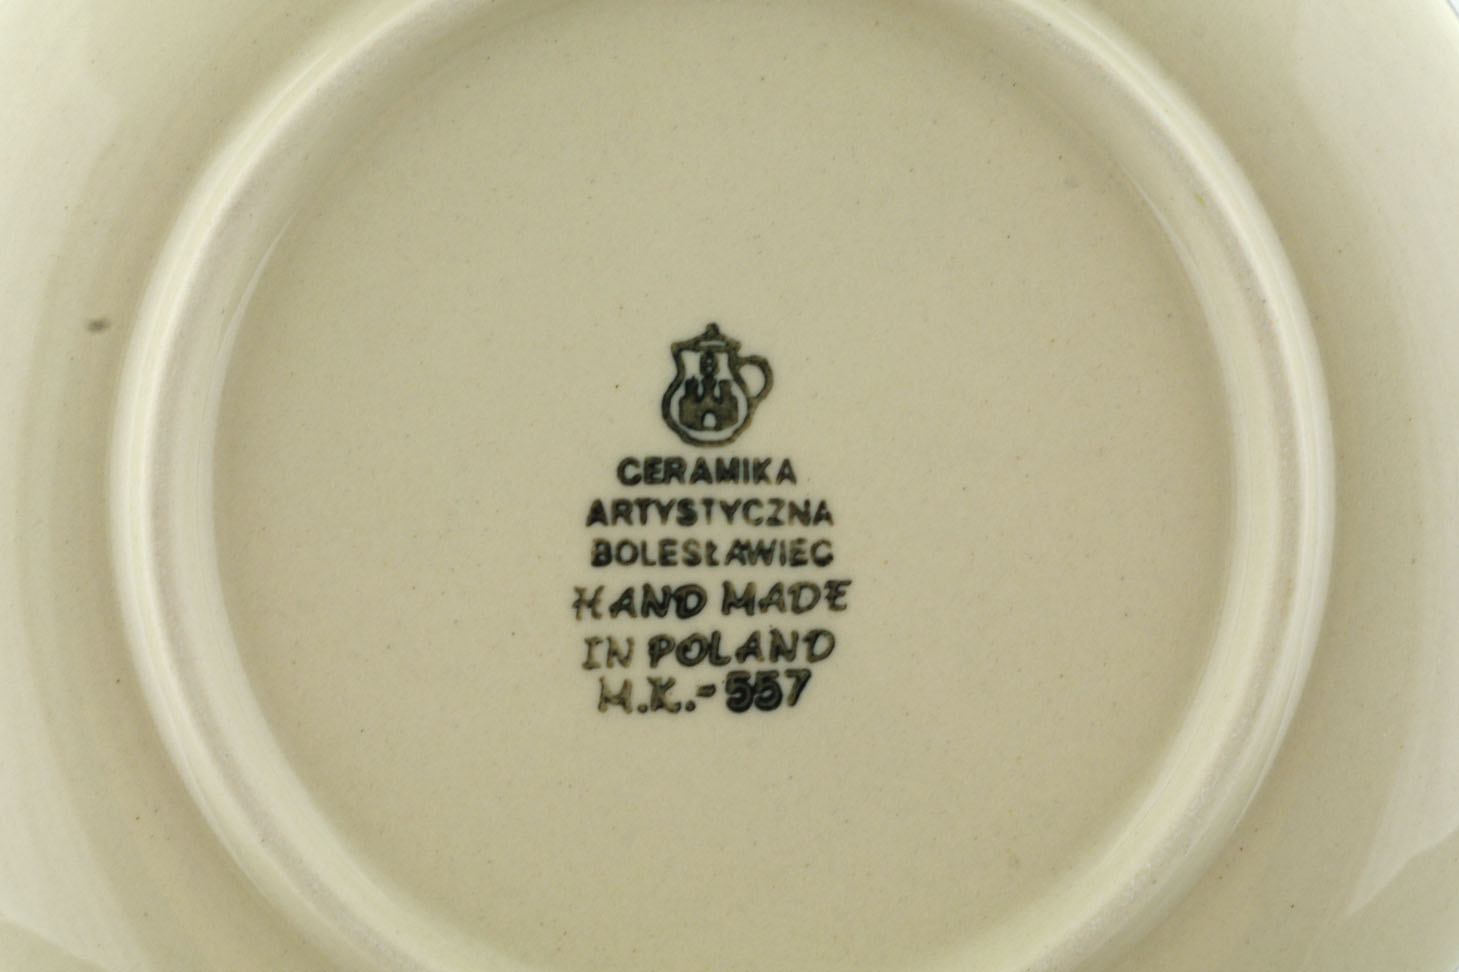 CERAMIKA
ARTYSTYCZNA
BOLESŁAWIEC
HAND MADE
IN POLAND
M.K.-557